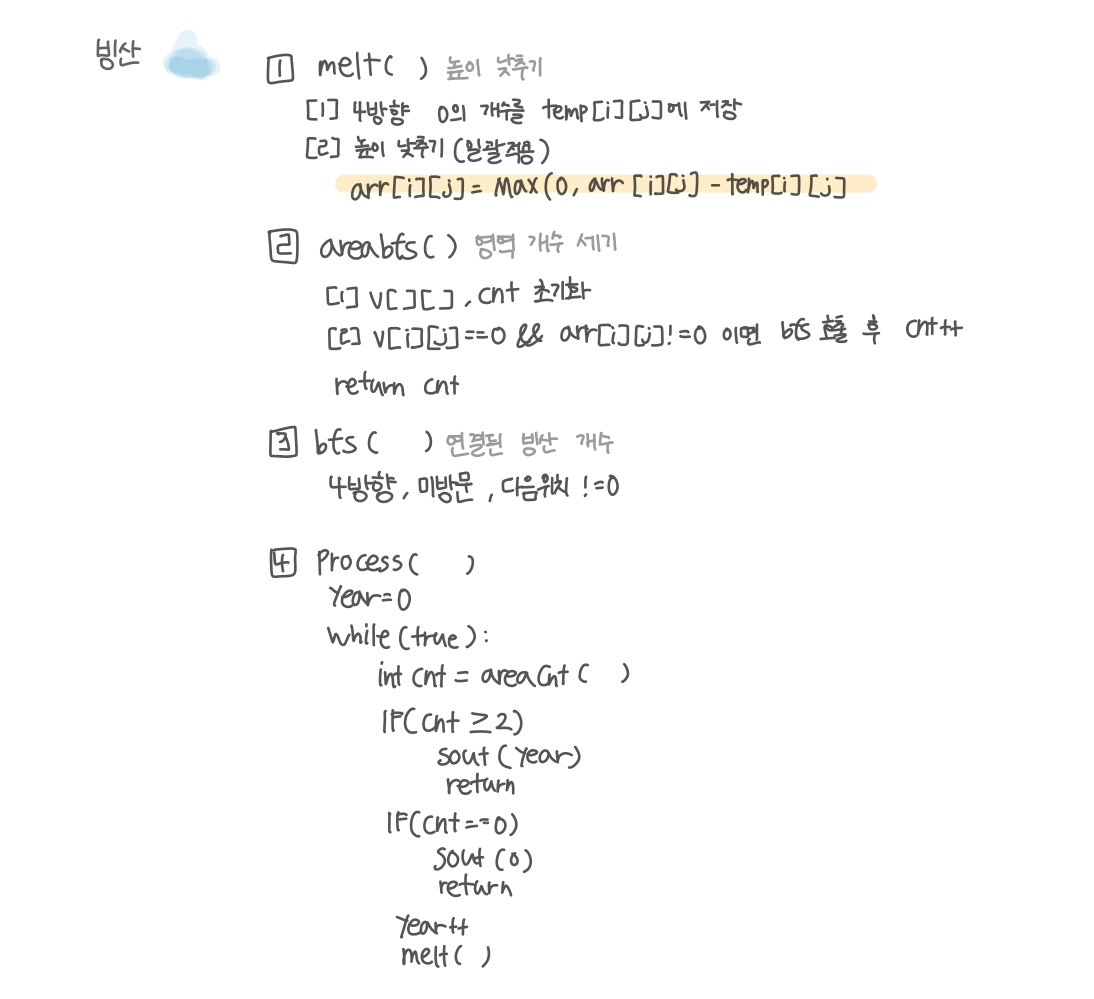 빙산
1 melt( ) 높이 낮추기
[1] 4방향 0의 개수를 temp[i][j]에 저장
[2] 높이 낮추기 (일괄적용)
arr[i][j] = Max(0, arr[i][j] - temp[i][j]
2 areabfs( ) 영역 개수 세기
[1] v[ ][ ], cnt 초기화
[2] v[i][j]==0 && arr[i][j]!=0 이면 bfs 호출 후 cnt++
return cnt
3 bfs( ) 연결된 빙산 개수
4방향, 미방문, 다음위치 !=0
4 Process( )
Year=0
While(true):
int cnt = areaCnt( )
IF(cnt ≥2)
sout(Year)
return
IF(cnt==0)
sout(0)
return
Year++
melt( )